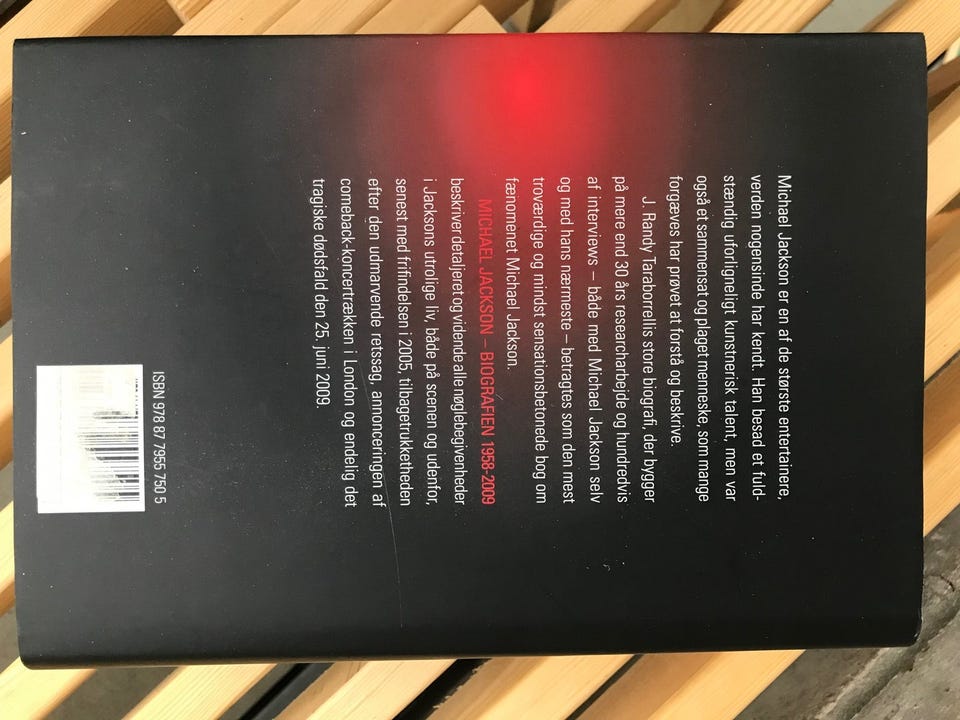 Michael Jackson er en af de største entertainere,
verden nogensinde har kendt. Han besad et fuld-
stændig uforligneligt kunstnerisk talent, men var
også et sammensat og plaget menneske, som mange
forgæves har prøvet at forstå og beskrive.
J. Randy Taraborrellis store biografi, der bygger
på mere end 30 års researcharbejde og hundredvis
af interviews – både med Michael Jackson selv
og med hans nærmeste – betragtes som den mest
troværdige og mindst sensationsbetonede bog om
fænomenet Michael Jackson.
MICHAEL JACKSON – BIOGRAFIEN 1958-2009
beskriver detaljeret og vidende alle nøglebegivenheder
i Jacksons utrolige liv, både på scenen og udenfor,
senest med frifindelsen i 2005, tilbagetrukketheden
efter den udmarvende retssag, annonceringen af
comeback-koncertrækken i London og endelig det
tragiske dødsfald den 25. juni 2009.
ISBN 978 87 7955 750 5